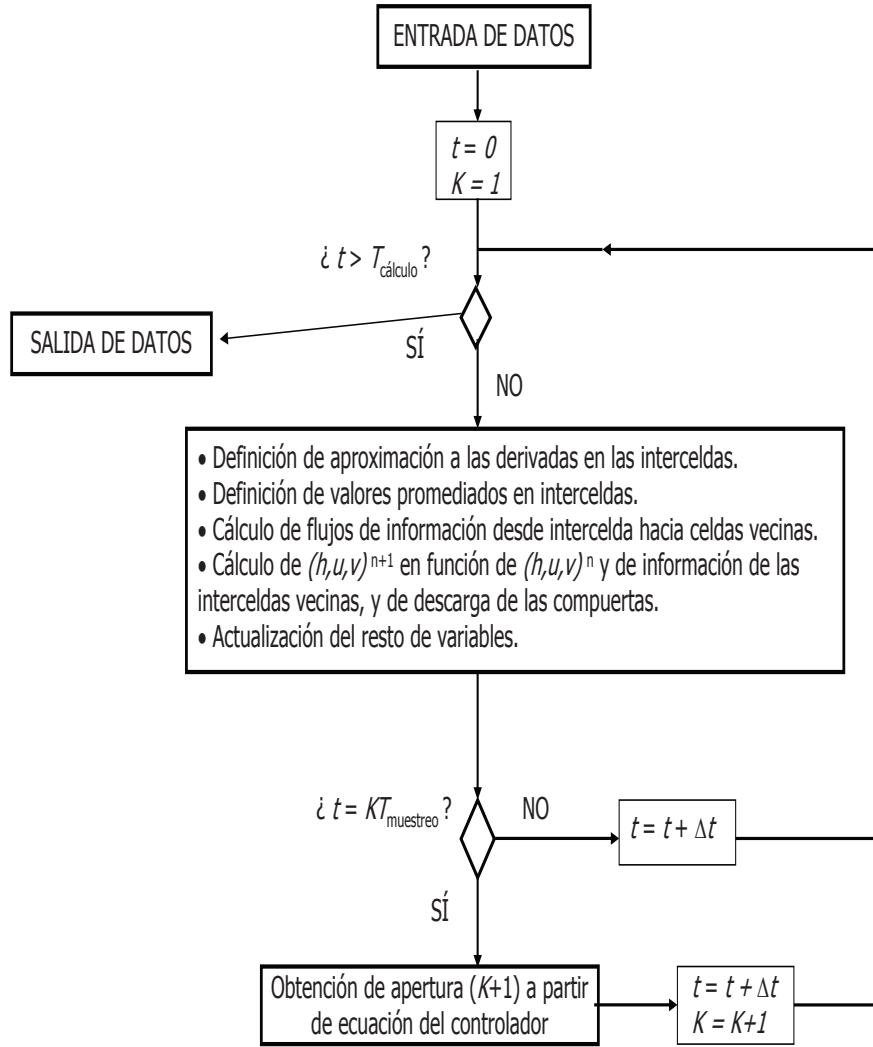 ENTRADA DE DATOS
t = 0
K = 1
¿ t > Tcálculo?
SALIDA DE DATOS
SÍ
NO
• Definición de aproximación a las derivadas en las interceldas.
• Definición de valores promediados en interceldas.
• Cálculo de flujos de información desde intercelda hacia celdas vecinas.
• Cálculo de (h,u,v) n+1 en función de (h,u,v) n y de información de las
interceldas vecinas, y de descarga de las compuertas.
• Actualización del resto de variables.
¿ t = KTmuestreo?
NO
t = t + Δt
SÍ
Obtención de apertura (K+1) a partir
de ecuación del controlador
t = t + Δt
K = K+1